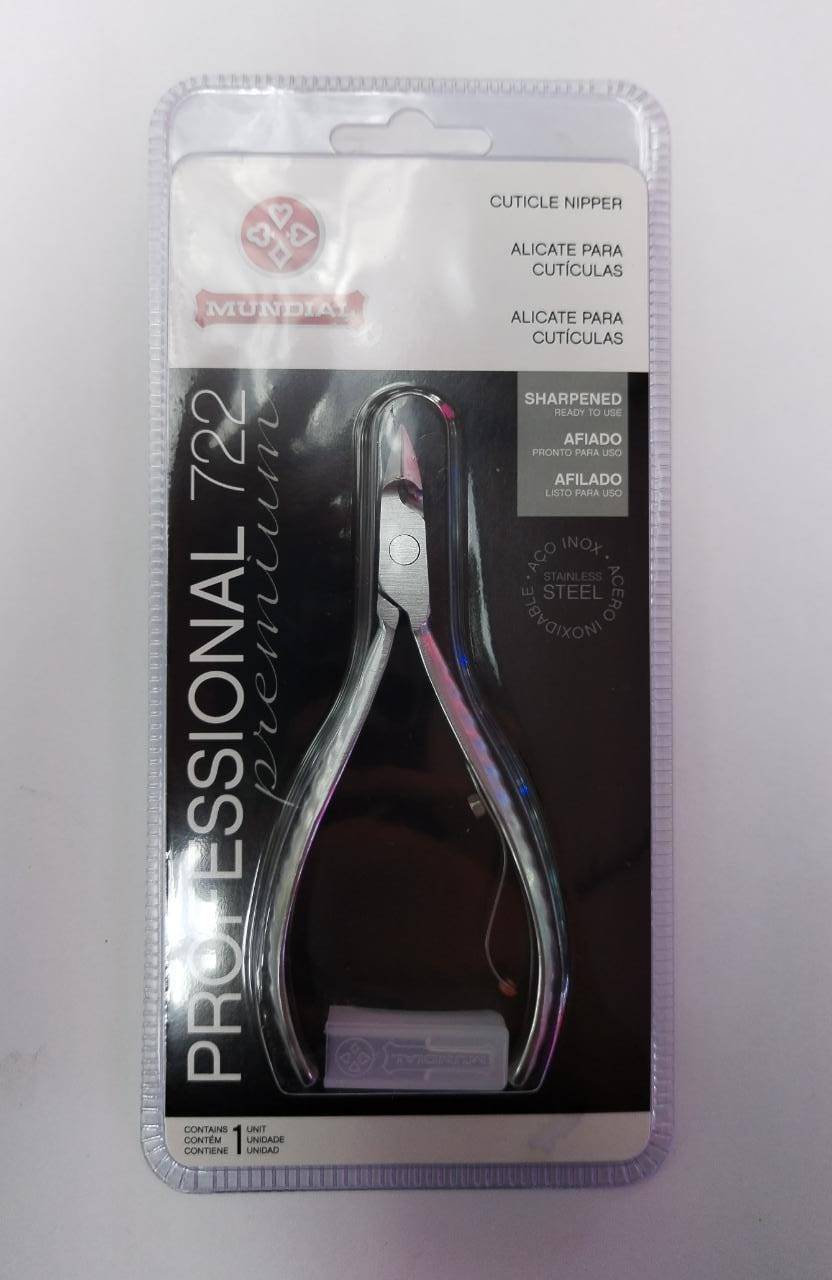 MUNDIAL
CUTICLE NIPPER
ALICATE PARA
CUTÍCULAS
ALICATE PARA
CUTÍCULAS
PROFESSIONAL 722
premium
SHARPENED
READY TO USE
AFIADO
PRONTO PARA USO
AFILADO
LISTO PARA USO
AÇO INOX • ACERO INOXIDABLE •
STAINLESS
STEEL
MUNDIAL
CONTAINS 1 UNIT
CONTÉM UNIDADE
CONTIENE UNIDAD